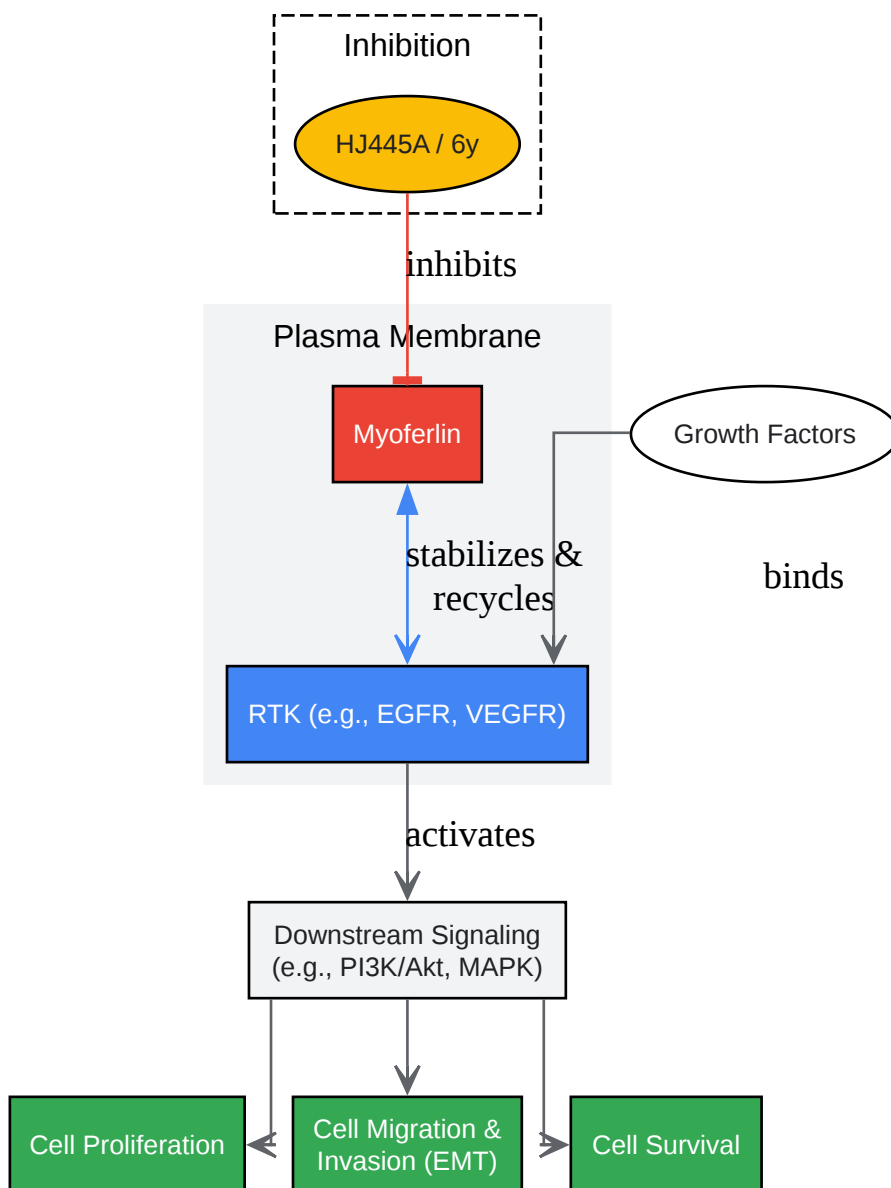 Inhibition
HJ445A / 6y
inhibits
Plasma Membrane
Myoferlin
Growth Factors
stabilizes &
recycles
binds
RTK (e.g., EGFR, VEGFR)
activates
Downstream Signaling
(e.g., PI3K/Akt, MAPK)
Cell Proliferation
Cell Migration &
Invasion (EMT)
Cell Survival